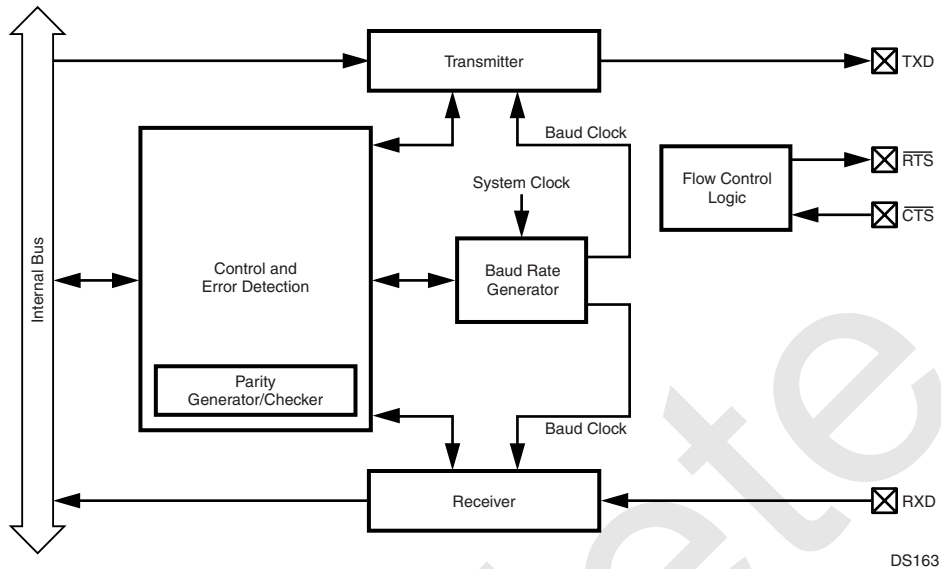 Transmitter
TXD
Baud Clock
RTS
System Clock
Flow Control
Logic
CTS
Internal Bus
Control and
Error Detection
Baud Rate
Generator
Parity
Generator/Checker
Baud Clock
Receiver
RXD
DS163